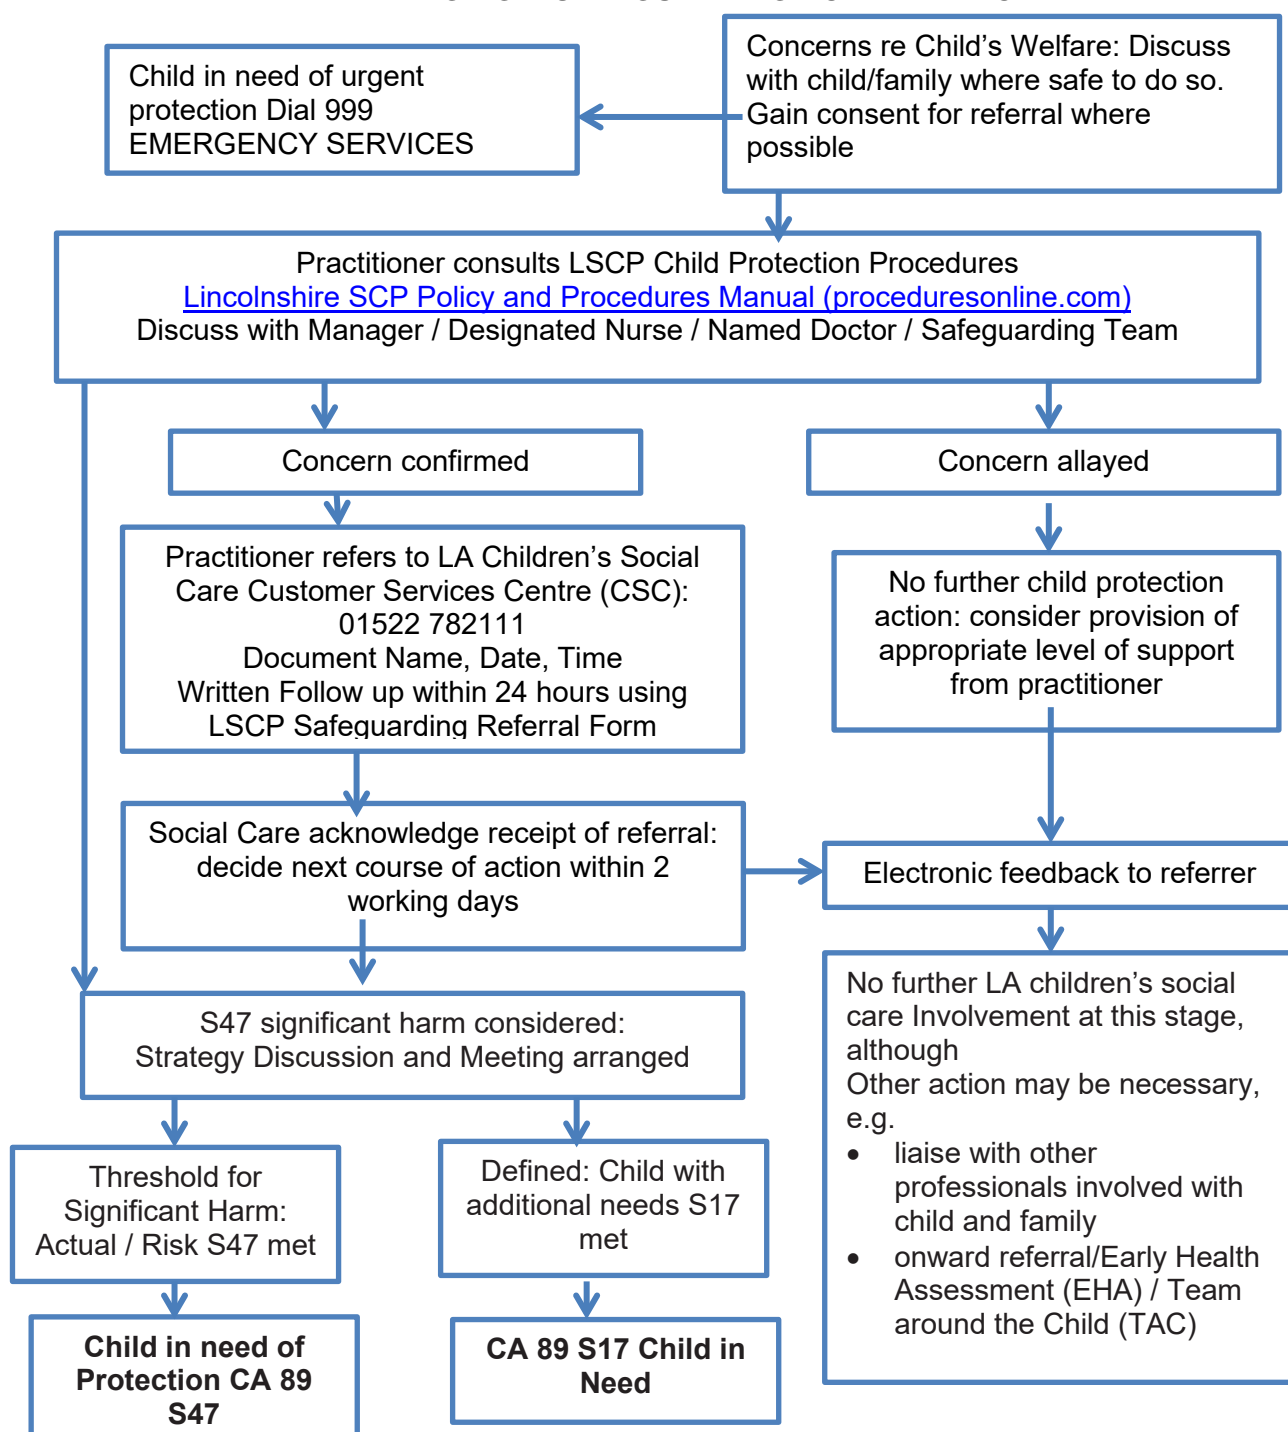 Child in need of urgent
protection Dial 999
EMERGENCY SERVICES
Concerns re Child's Welfare: Discuss
with child/family where safe to do so.
Gain consent for referral where
possible
Practitioner consults LSCP Child Protection Procedures
Lincolnshire SCP Policy and Procedures Manual (proceduresonline.com)
Discuss with Manager / Designated Nurse / Named Doctor / Safeguarding Team
Concern confirmed
Concern allayed
Practitioner refers to LA Children's Social
Care Customer Services Centre (CSC):
01522 782111
Document Name, Date, Time
Written Follow up within 24 hours using
LSCP Safeguarding Referral Form
No further child protection
action: consider provision of
appropriate level of support
from practitioner
Social Care acknowledge receipt of referral:
decide next course of action within 2
working days
Electronic feedback to referrer
S47 significant harm considered:
Strategy Discussion and Meeting arranged
No further LA children's social
care Involvement at this stage,
although
Other action may be necessary,
e.g.
• liaise with other
professionals involved with
child and family
• onward referral/Early Health
Assessment (EHA) / Team
around the Child (TAC)
Threshold for
Significant Harm:
Actual / Risk S47 met
Defined: Child with
additional needs S17
met
Child in need of
Protection CA 89
S47
CA 89 S17 Child in
Need